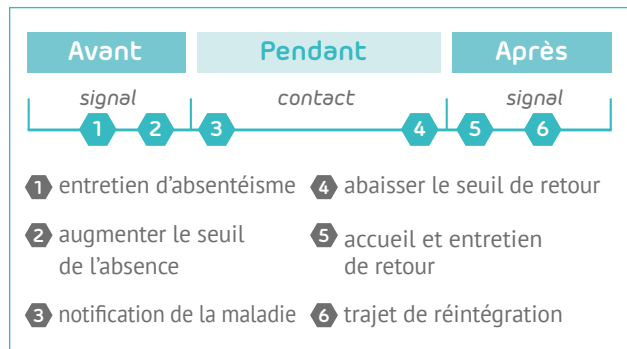 Avant Pendant Après
signal contact signal
1 2 3 4 5 6
1 entretien d'absentéisme
2 augmenter le seuil
de l'absence
3 notification de la maladie
4 abaisser le seuil de retour
5 accueil et entretien
de retour
6 trajet de réintégration